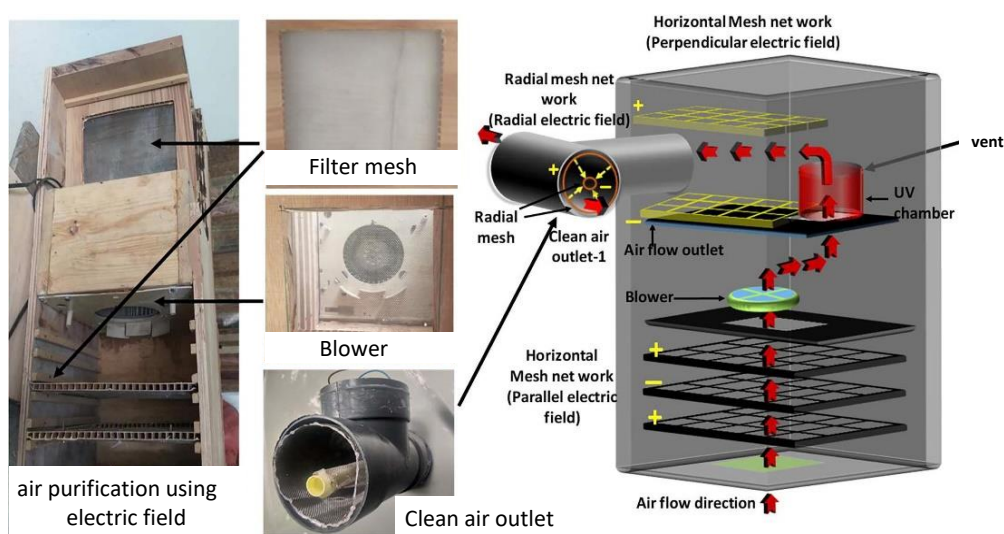 Filter mesh
Blower
air purification using
electric field
Clean air outlet
Horizontal Mesh net work
(Perpendicular electric field)
Radial mesh net
work
(Radial electric field)
+
+
−
Radial
mesh
Clean air
outlet-1
vent
UV
chamber
−
Air flow outlet
Blower
Horizontal
Mesh net work
(Parallel electric
field)
+
−
+
Air flow direction